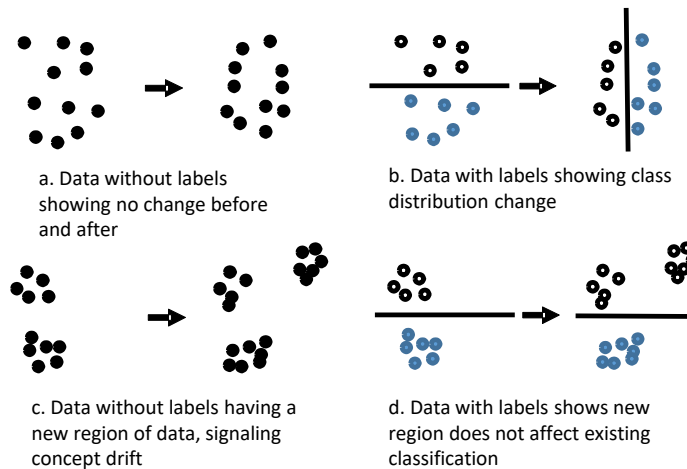 a. Data without labels
showing no change before
and after
b. Data with labels showing class
distribution change
c. Data without labels having a
new region of data, signaling
concept drift
d. Data with labels shows new
region does not affect existing
classification